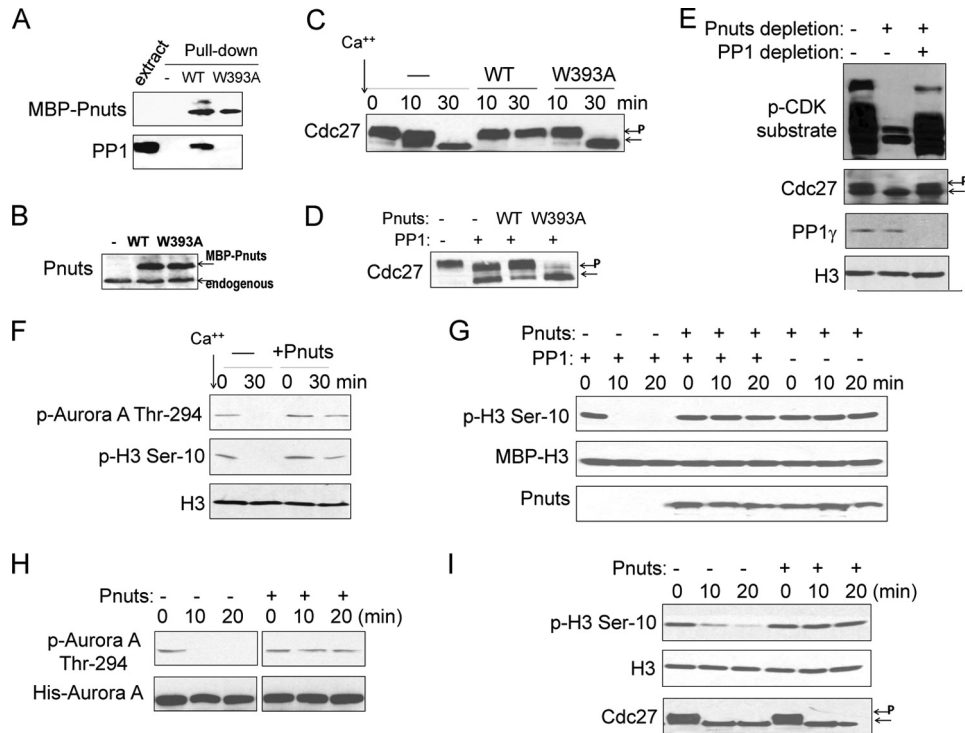 A
extract
Pull-down
- WT W393A
MBP-Pnuts
PP1
B
- WT W393A
Pnuts
MBP-Pnuts
endogenous
C
Ca++
— WT W393A
0 10 30 10 30 10 30 min
Cdc27
P
D
Pnuts: - - WT W393A
PP1: - + + +
Cdc27
P
E
Pnuts depletion: - + +
PP1 depletion: - - +
p-CDK
substrate
Cdc27
P
PP1γ
H3
F
Ca++
— +Pnuts
0 30 0 30 min
p-Aurora A Thr-294
p-H3 Ser-10
H3
G
Pnuts: - - - + + + + + +
PP1: + + + + + + - - -
0 10 20 0 10 20 0 10 20 min
p-H3 Ser-10
MBP-H3
Pnuts
H
Pnuts: - - - + + +
0 10 20 0 10 20 (min)
p-Aurora A
Thr-294
His-Aurora A
I
Pnuts: - - - + + +
0 10 20 0 10 20 (min)
p-H3 Ser-10
H3
Cdc27
P